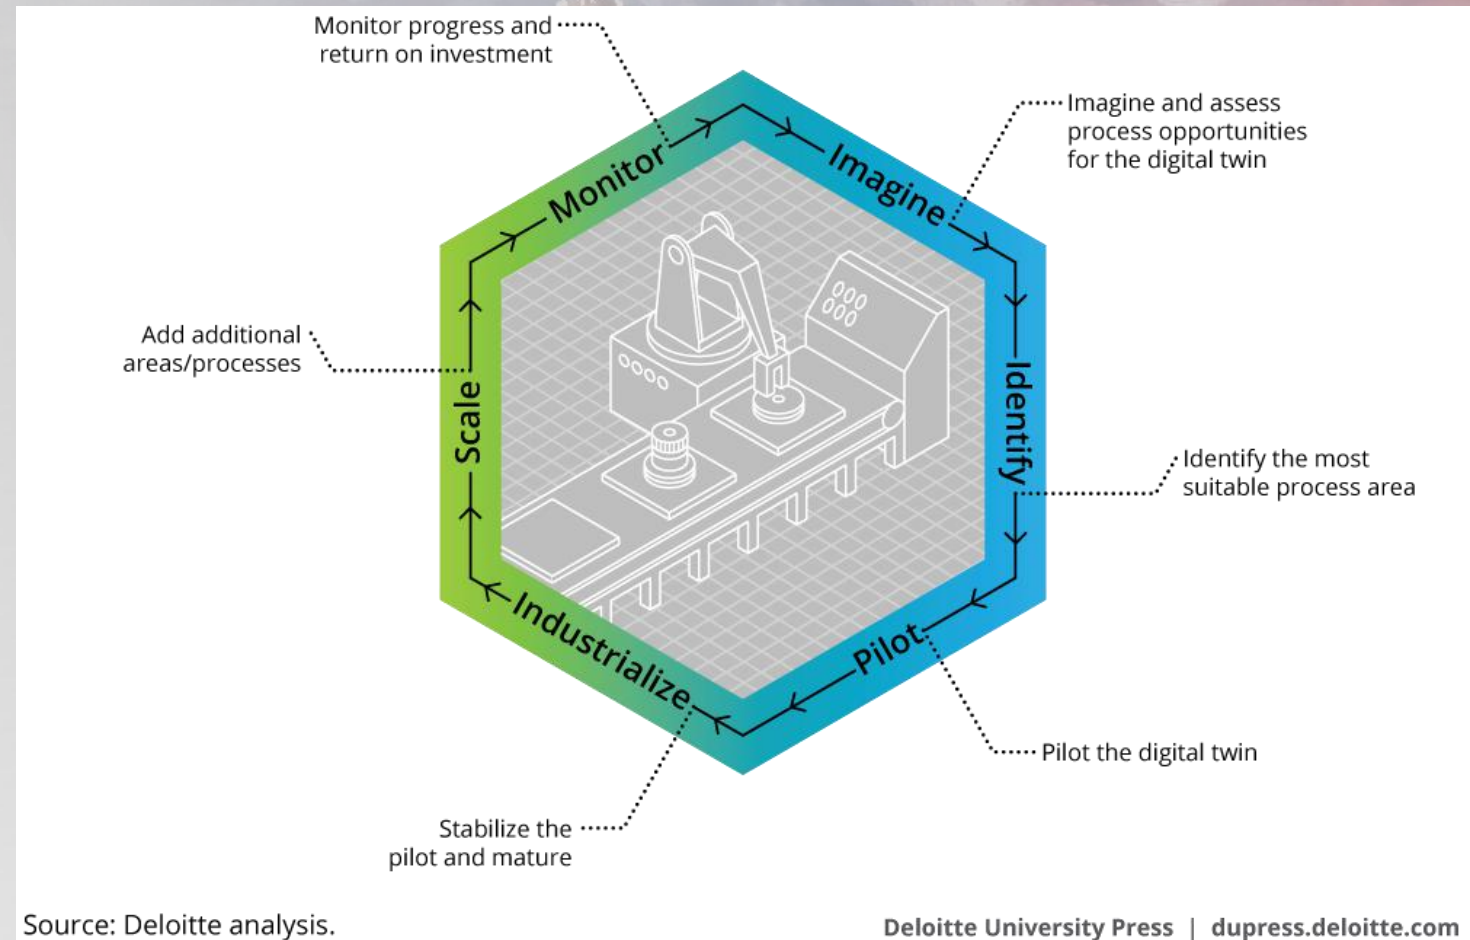 Monitor progress and
return on investment
Imagine and assess
process opportunities
for the digital twin
Monitor
Imagine
Add additional
areas/processes
Scale
Identify
Identify the most
suitable process area
Industrialize
Pilot
Pilot the digital twin
Stabilize the
pilot and mature
Source: Deloitte analysis.
Deloitte University Press | dupress.deloitte.com